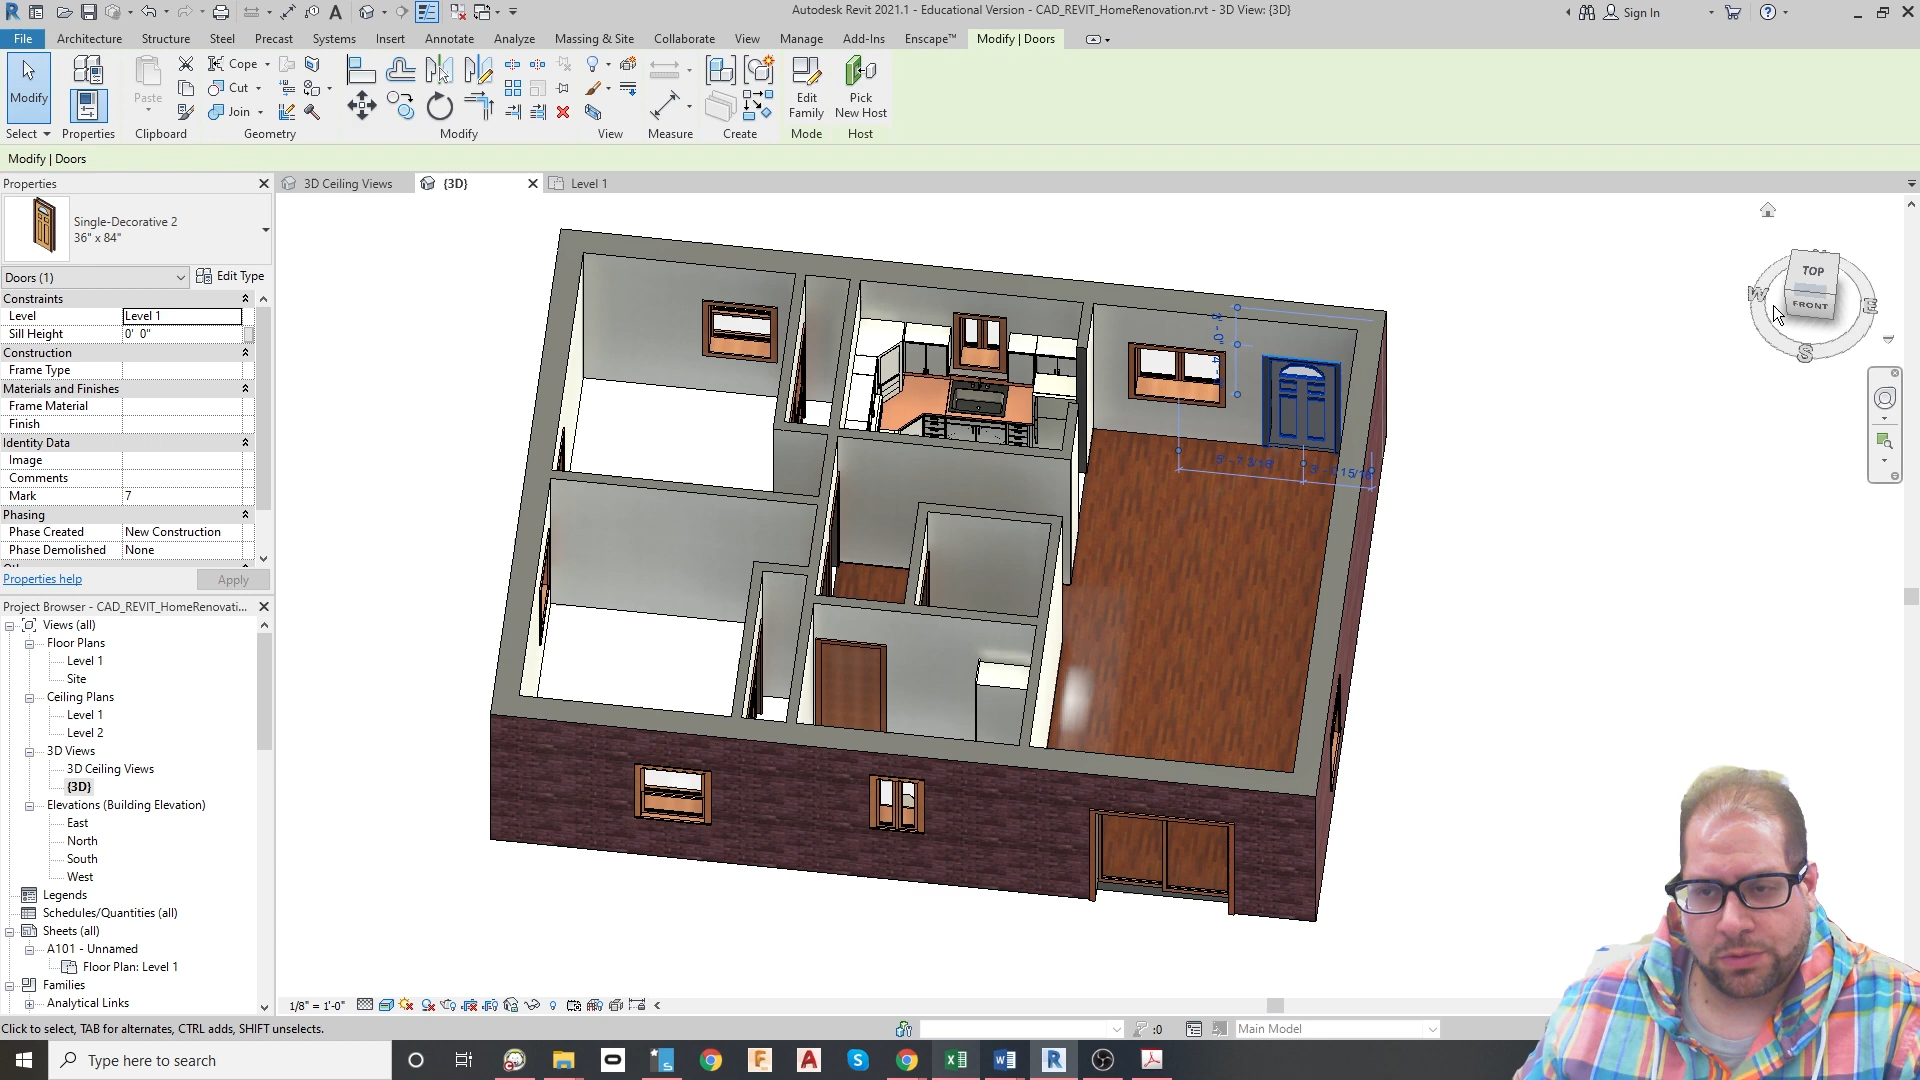 Autodesk Revit 2021.1 - Educational Version - CAD_REVIT_HomeRenovation.rvt - 3D View: {3D}
Sign In
File Architecture Structure Steel Precast Systems Insert Annotate Analyze Massing & Site Collaborate View Manage Add-Ins Enscape™ Modify | Doors
Modify
Paste
Cope
Cut
Join
Edit Family
Pick New Host
Select Properties Clipboard Geometry Modify View Measure Create Mode Host
Modify | Doors
Properties
3D Ceiling Views
{3D}
Level 1
Single-Decorative 2
36" x 84"
Doors (1)
Edit Type
Constraints
Level Level 1
Sill Height 0' 0"
Construction
Frame Type
Materials and Finishes
Frame Material
Finish
Identity Data
Image
Comments
Mark 7
Phasing
Phase Created New Construction
Phase Demolished None
Properties help
Apply
Project Browser - CAD_REVIT_HomeRenovati...
Views (all)
Floor Plans
Level 1
Site
Ceiling Plans
Level 1
Level 2
3D Views
3D Ceiling Views
{3D}
Elevations (Building Elevation)
East
North
South
West
Legends
Schedules/Quantities (all)
Sheets (all)
A101 - Unnamed
Floor Plan: Level 1
Families
Analytical Links
TOP
FRONT
W
E
S
1/8" = 1'-0"
Click to select, TAB for alternates, CTRL adds, SHIFT unselects.
:0
Main Model
Type here to search